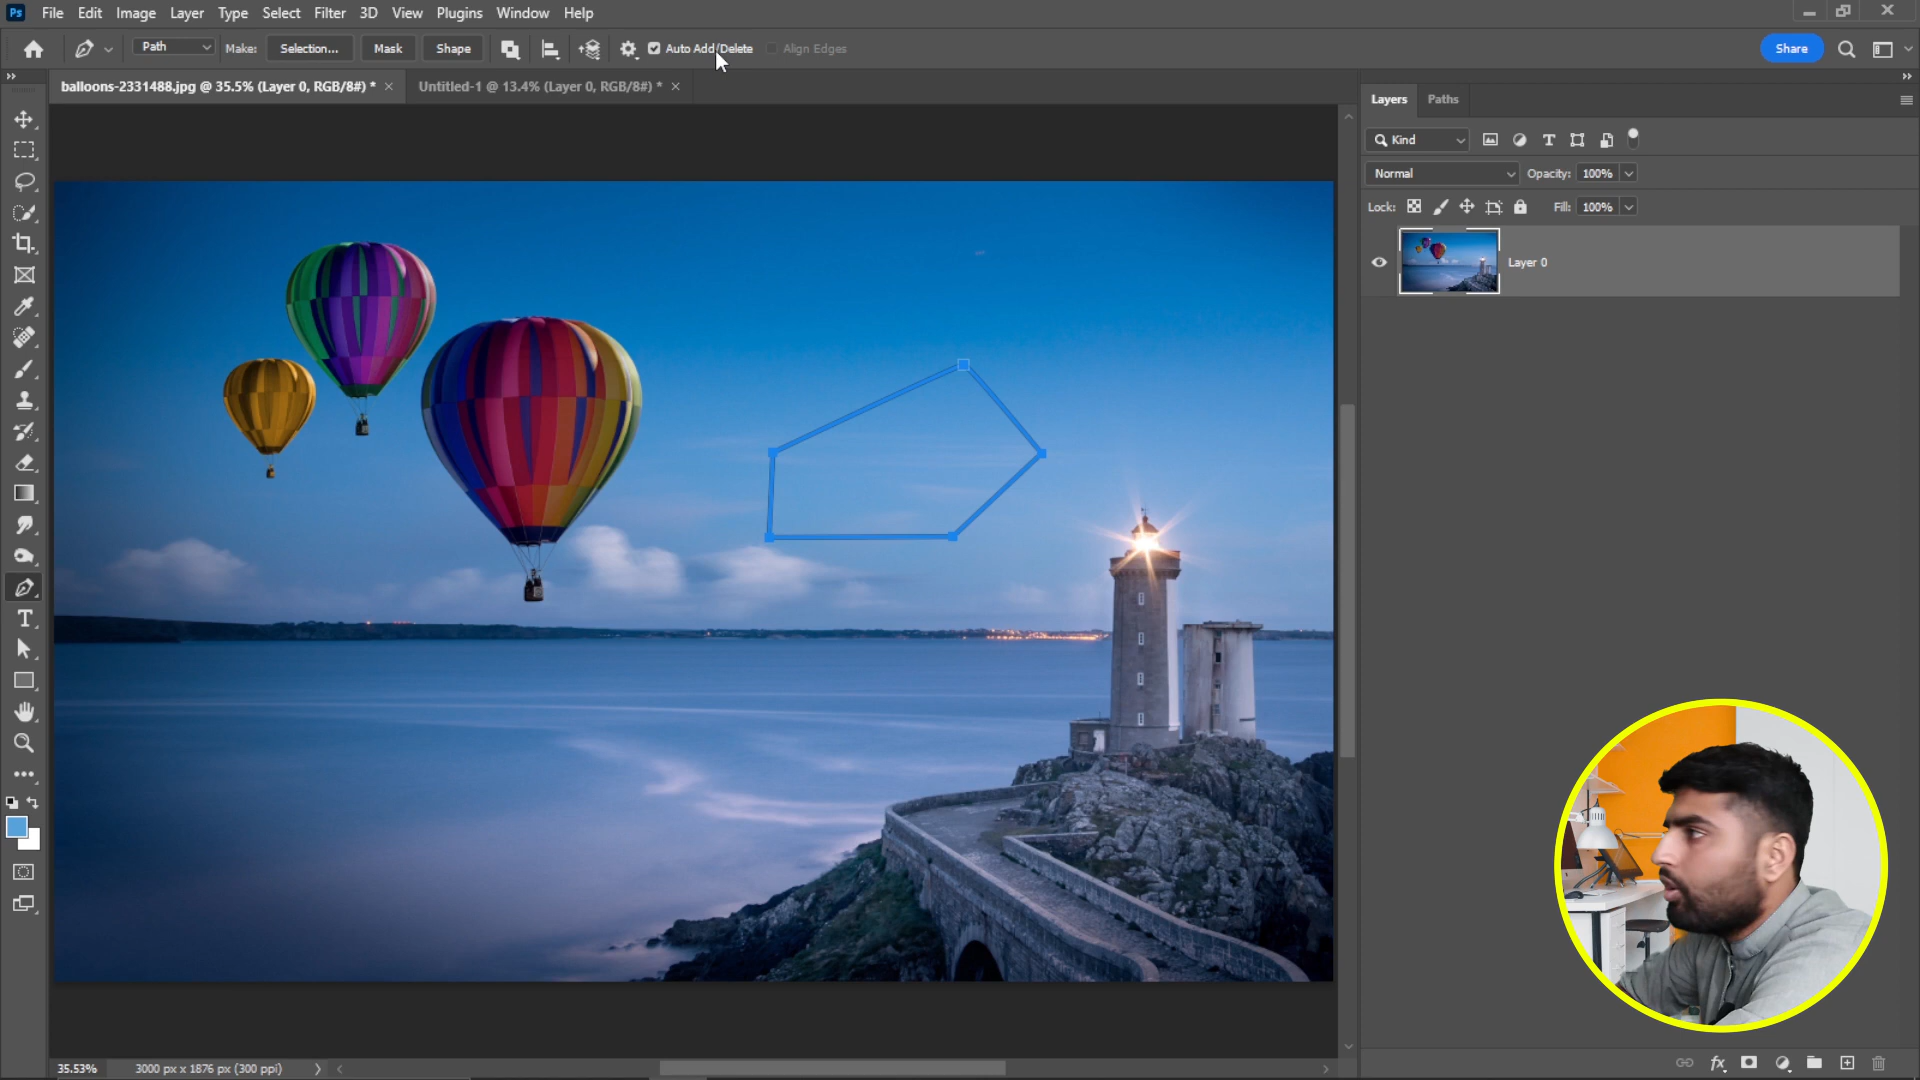 Ps File Edit Image Layer Type Select Filter 3D View Plugins Window Help
Path Make: Selection... Mask Shape Auto Add/Delete Align Edges Share
balloons-2331488.jpg @ 35.5% (Layer 0, RGB/8#) * Untitled-1 @ 13.4% (Layer 0, RGB/8#) *
Layers Paths
Kind
Normal Opacity: 100%
Lock: Fill: 100%
Layer 0
35.53% 3000 px x 1876 px (300 ppi)
fx